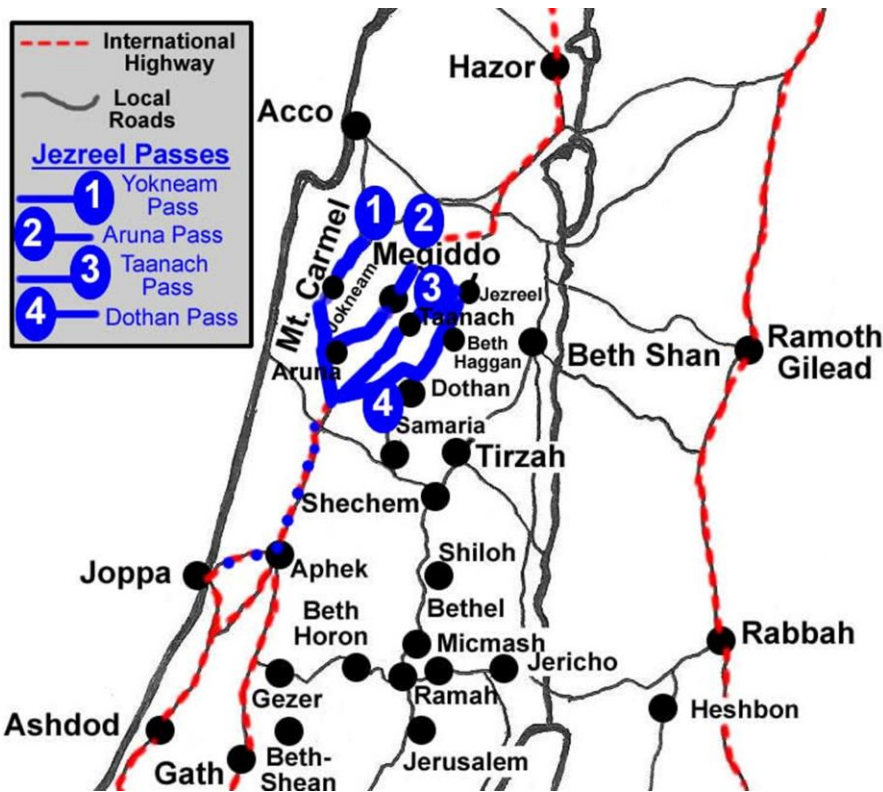 International
Highway
Local
Roads
Jezreel Passes
1 Yokneam
Pass
2 Aruna Pass
Taanach
3 Pass
4 Dothan Pass
Hazor
Acco
1
2
Mt. Carmel
Jokneam
Megiddo
3
Jezreel
Taanach
Beth
Haggan
Aruna
Beth Shan
Ramoth
Gilead
Dothan
4
Samaria
Tirzah
Shechem
Joppa
Aphek
Shiloh
Beth
Horon
Bethel
Micmash
Jericho
Rabbah
Gezer
Ramah
Heshbon
Ashdod
Gath
Beth-
Shean
Jerusalem